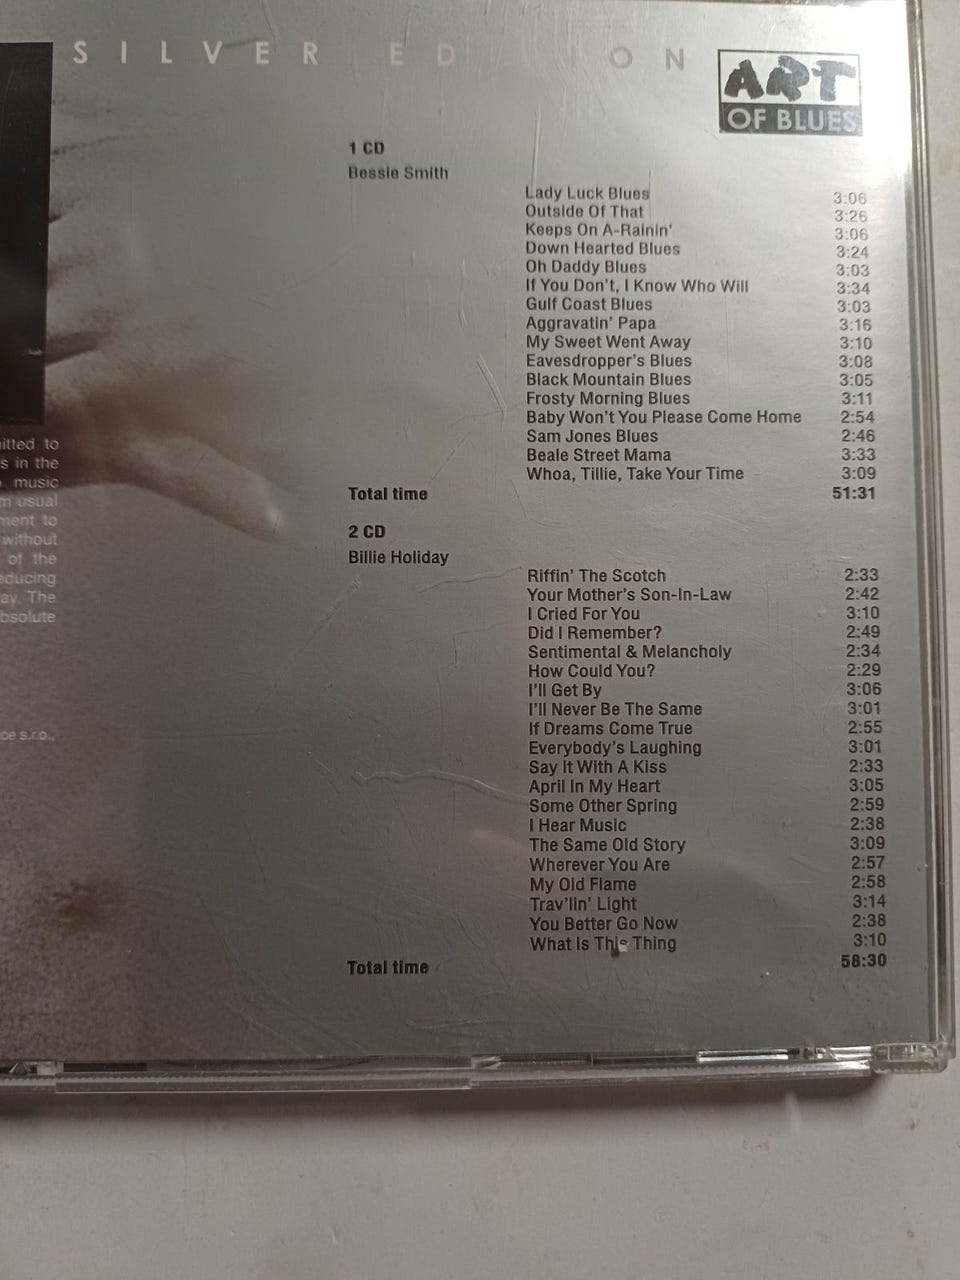 SILVER EDITION
ART
OF BLUES
1 CD
Bessie Smith
Lady Luck Blues 3:06
Outside Of That 3:26
Keeps On A-Rainin' 3:06
Down Hearted Blues 3:24
Oh Daddy Blues 3:03
If You Don't, I Know Who Will 3:34
Gulf Coast Blues 3:03
Aggravatin' Papa 3:16
My Sweet Went Away 3:10
Eavesdropper's Blues 3:08
Black Mountain Blues 3:05
Frosty Morning Blues 3:11
Baby Won't You Please Come Home 2:54
Sam Jones Blues 2:46
Beale Street Mama 3:33
Whoa, Tillie, Take Your Time 3:09
Total time 51:31
2 CD
Billie Holiday
Riffin' The Scotch 2:33
Your Mother's Son-In-Law 2:42
I Cried For You 3:10
Did I Remember? 2:49
Sentimental & Melancholy 2:34
How Could You? 2:29
I'll Get By 3:06
I'll Never Be The Same 3:01
If Dreams Come True 2:55
Everybody's Laughing 3:01
Say It With A Kiss 2:33
April In My Heart 3:05
Some Other Spring 2:59
I Hear Music 2:38
The Same Old Story 3:09
Wherever You Are 2:57
My Old Flame 2:58
Trav'lin' Light 3:14
You Better Go Now 2:38
What Is This Thing 3:10
Total time 58:30
to
s in the
music
usual
to
without
of the
The
s.r.o.,